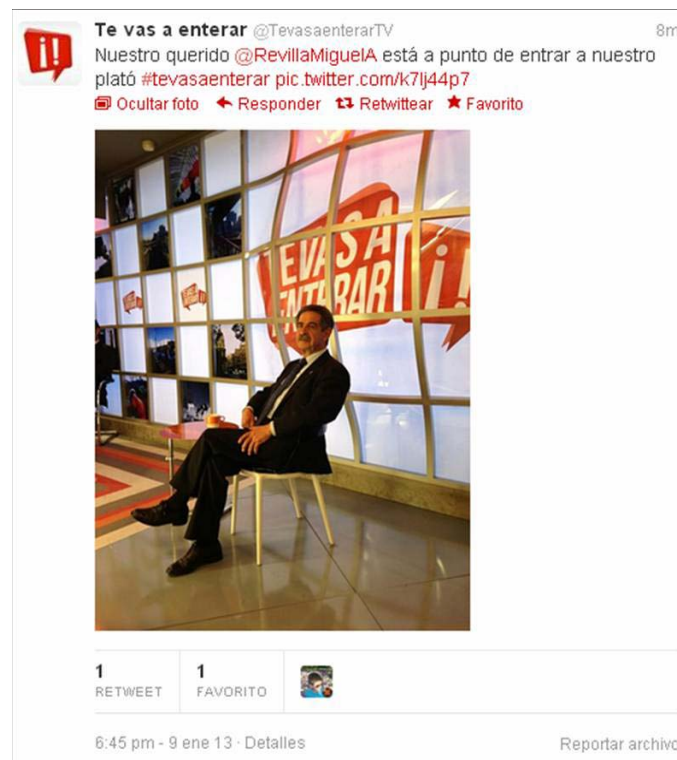 Te vas a enterar @TevasaenterarTV 8m
Nuestro querido @RevillaMiguelA está a punto de entrar a nuestro
plató #tevasaenterar pic.twitter.com/k7lj44p7
Ocultar foto Responder Retwittear Favorito
TE VAS A
ENTERAR
¡!
1 1
RETWEET FAVORITO
6:45 pm - 9 ene 13 · Detalles Reportar archivo